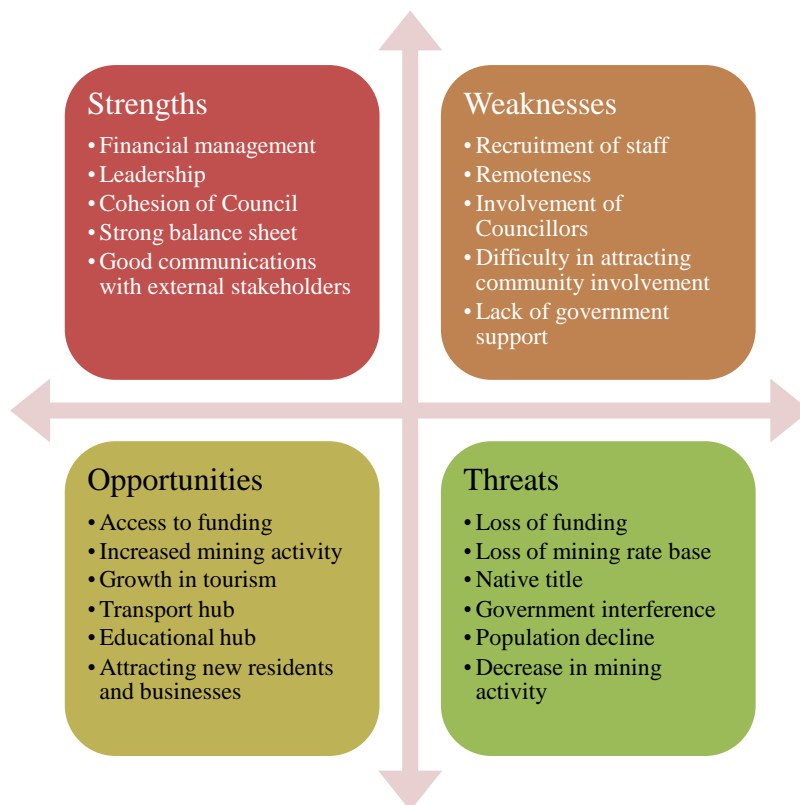 Strengths
• Financial management
• Leadership
• Cohesion of Council
• Strong balance sheet
• Good communications
with external stakeholders
Weaknesses
• Recruitment of staff
• Remoteness
• Involvement of
Councillors
• Difficulty in attracting
community involvement
• Lack of government
support
Opportunities
• Access to funding
• Increased mining activity
• Growth in tourism
• Transport hub
• Educational hub
• Attracting new residents
and businesses
Threats
• Loss of funding
• Loss of mining rate base
• Native title
• Government interference
• Population decline
• Decrease in mining
activity